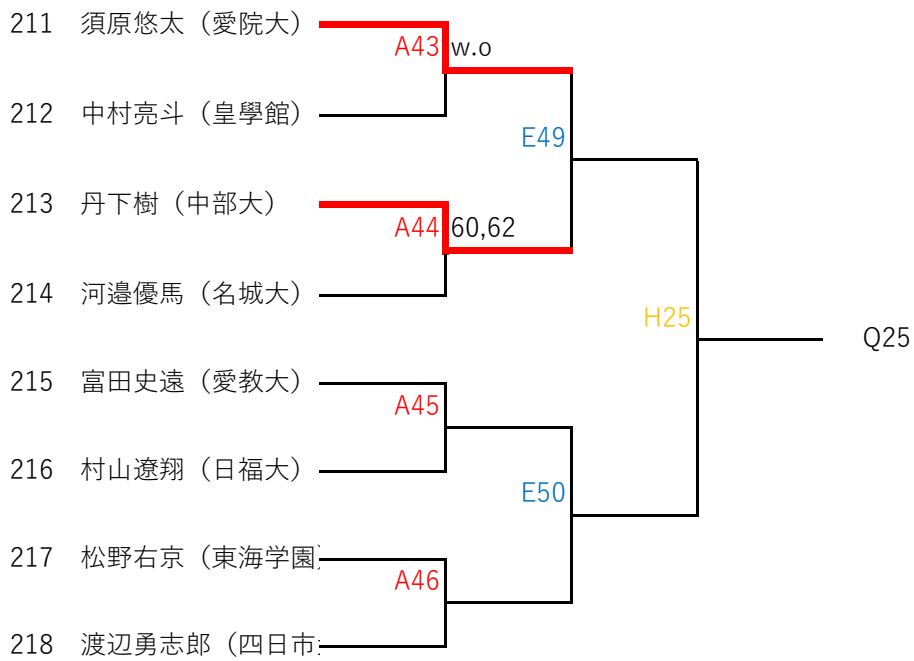 211 須原悠太（愛院大）
A43 w.o
212 中村亮斗（皇學館）
E49
213 丹下樹（中部大）
A44 60,62
214 河邉優馬（名城大）
H25
Q25
215 富田史遠（愛教大）
A45
216 村山遼翔（日福大）
E50
217 松野右京（東海学園）
A46
218 渡辺勇志郎（四日市